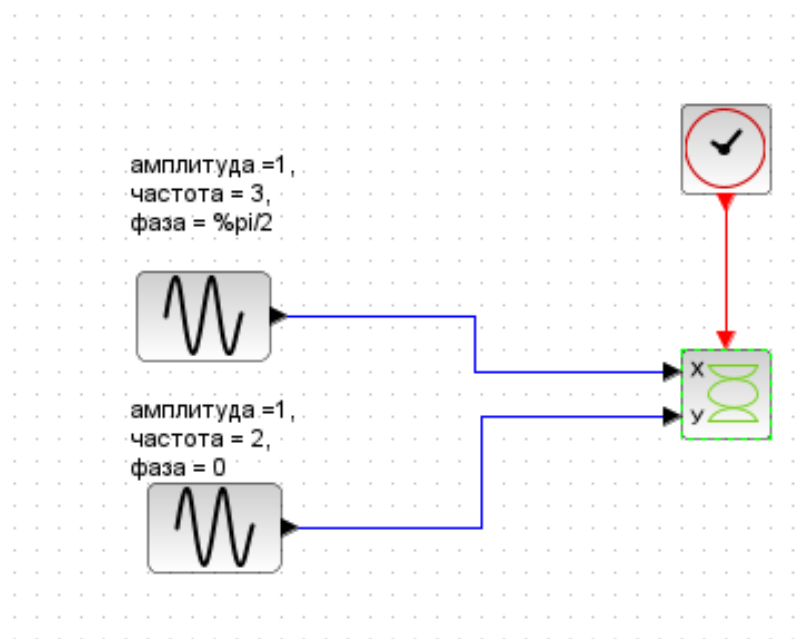 амплитуда =1,
частота = 3,
фаза = %pi/2
амплитуда =1,
частота = 2,
фаза = 0
X
y